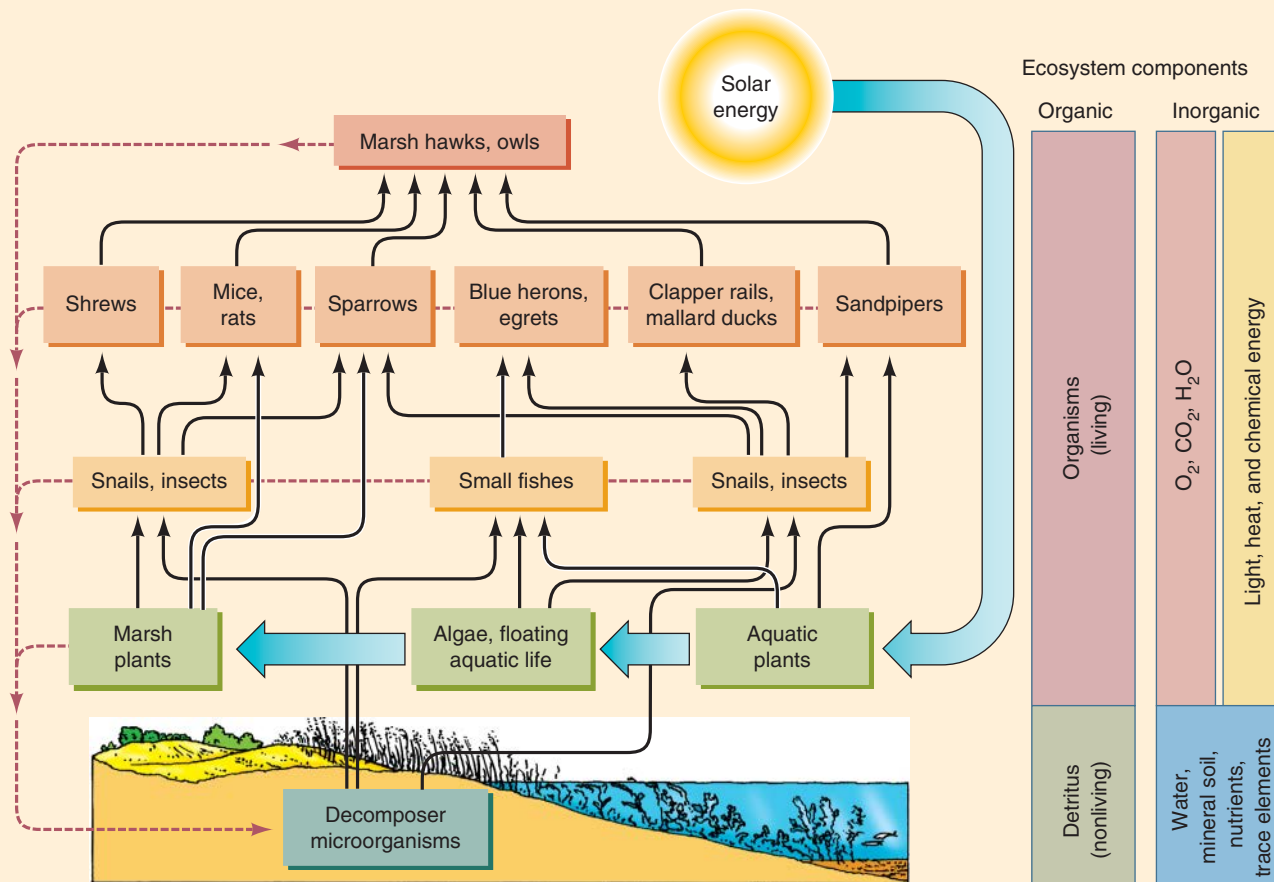 Solar
energy
Ecosystem components
Organic
Inorganic
Marsh hawks, owls
Shrews
Mice,
rats
Sparrows
Blue herons,
egrets
Clapper rails,
mallard ducks
Sandpipers
Snails, insects
Small fishes
Snails, insects
Marsh
plants
Algae, floating
aquatic life
Aquatic
plants
Decomposer
microorganisms
Organisms
(living)
O₂, CO₂, H₂O
Light, heat, and chemical energy
Detritus
(nonliving)
Water,
mineral soil,
nutrients,
trace elements